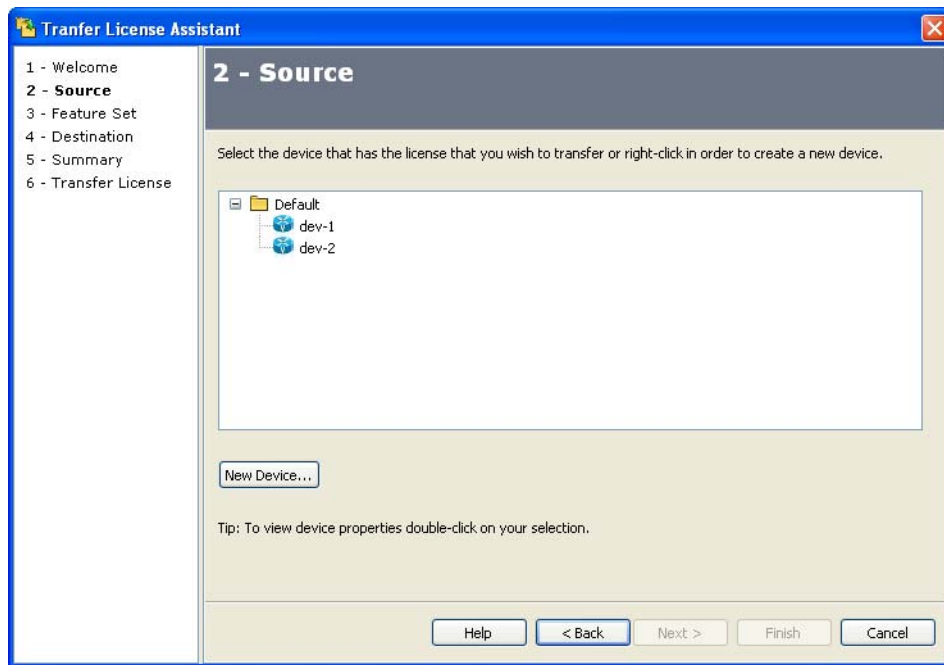 Tranfer License Assistant
1 - Welcome
2 - Source
3 - Feature Set
4 - Destination
5 - Summary
6 - Transfer License
2 - Source
Select the device that has the license that you wish to transfer or right-click in order to create a new device.
Default
dev-1
dev-2
New Device...
Tip: To view device properties double-click on your selection.
Help
< Back
Next >
Finish
Cancel